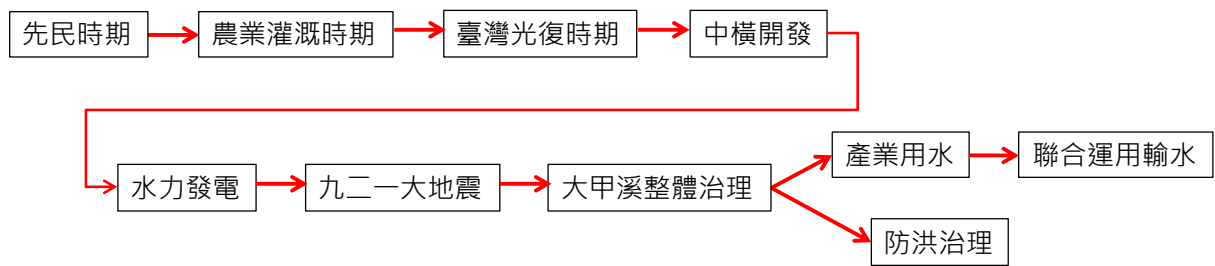 先民時期
農業灌溉時期
臺灣光復時期
中橫開發
水力發電
九二一大地震
大甲溪整體治理
產業用水
聯合運用輸水
防洪治理